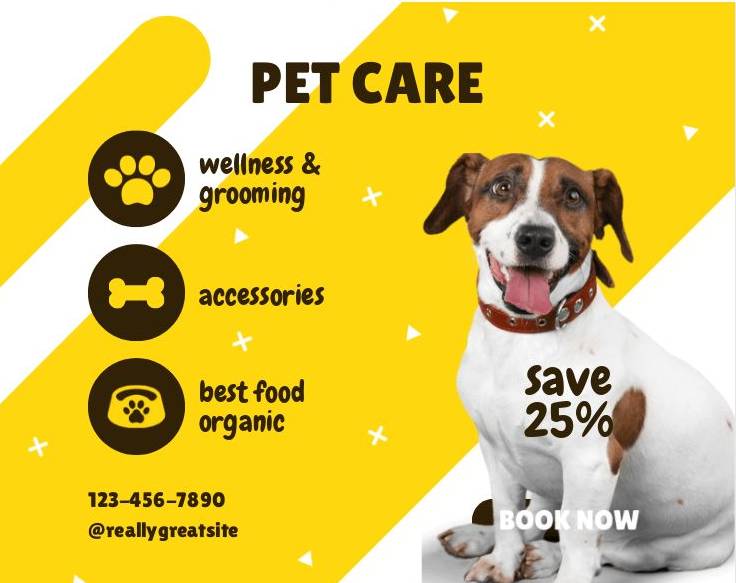 PET CARE
wellness &
grooming
accessories
best food
organic
save
25%
123-456-7890
@reallygreatsite
BOOK NOW